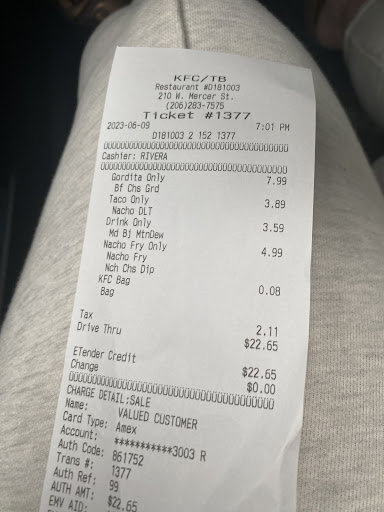 KFC/TB
Restaurant #D181003
210 W. Mercer St.
(206)283-7575
Ticket #1377
2023-06-09 7:01 PM
D181003 2 152 1377
Cashier: RIVERA
Gordita Only 7.99
Bf Chs Grd
Taco Only 3.89
Nacho DLT
Drink Only 3.59
Md Bj MtnDew
Nacho Fry Only 4.99
Nacho Fry
Nch Chs Dip
KFC Bag
Bag 0.08
Tax 2.11
Drive Thru $22.65
ETender Credit $22.65
Change $0.00
CHARGE DETAIL:SALE
Name: VALUED CUSTOMER
Card Type: Amex
Account: ***********3003 R
Auth Code: 861752
Trans #: 1377
Auth Ref: 99
AUTH AMT: $22.65
EMV AID: